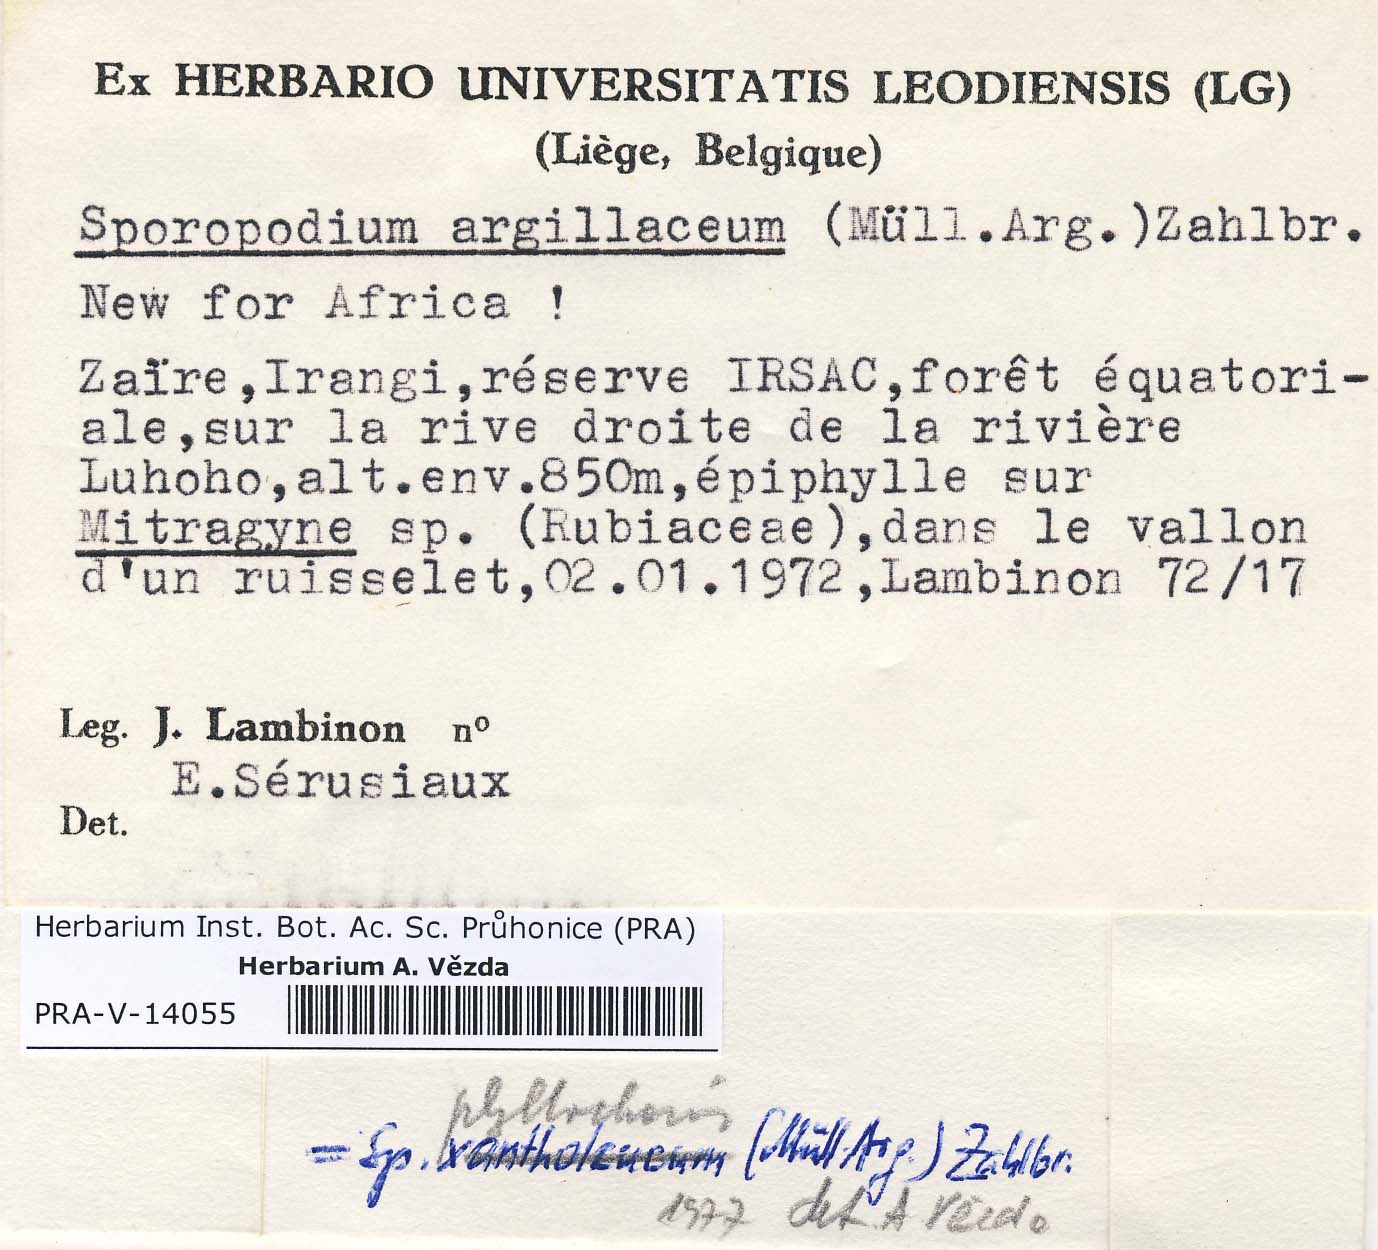 Ex HERBARIO UNIVERSITATIS LEODIENSIS (LG)
(Liège, Belgique)
Sporopodium argillaceum (Müll.Arg.)Zahlbr.
New for Africa !
Zaïre,Irangi,réserve IRSAC,forêt équatori-
ale,sur la rive droite de la rivière
Luhoho,alt.env.850m,épiphylle sur
Mitragyne sp. (Rubiaceae),dans le vallon
d'un ruisselet,02.01.1972,Lambinon 72/17
Leg. J. Lambinon nº
E.Sérusiaux
Det.
Herbarium Inst. Bot. Ac. Sc. Průhonice (PRA)
Herbarium A. Vězda
PRA-V-14055
phyllocharis
= Sp. xantholeucum (Müll.Arg.) Zahlbr.
1977 det A Vězda